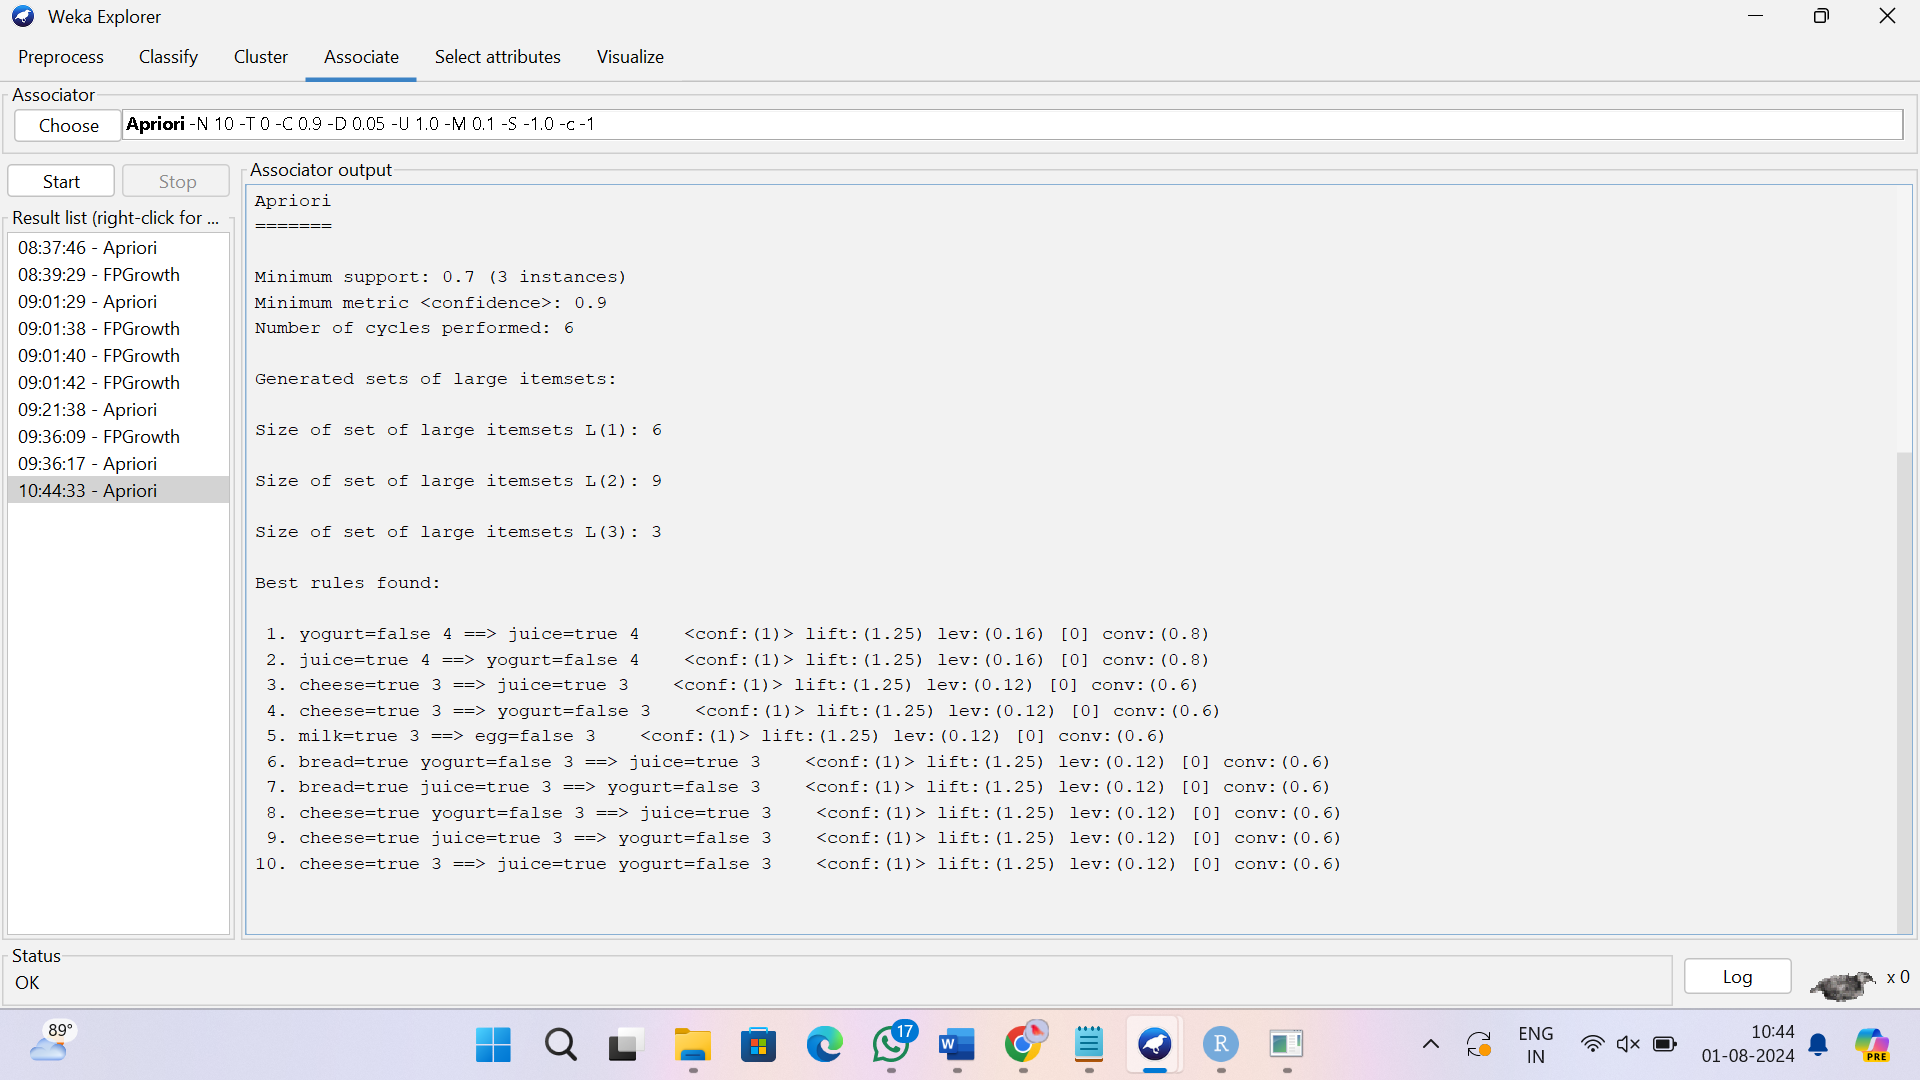 Weka Explorer
Preprocess Classify Cluster Associate Select attributes Visualize
Associator
Choose Apriori -N 10 -T 0 -C 0.9 -D 0.05 -U 1.0 -M 0.1 -S -1.0 -c -1
Start Stop
Result list (right-click for ...
08:37:46 - Apriori
08:39:29 - FPGrowth
09:01:29 - Apriori
09:01:38 - FPGrowth
09:01:40 - FPGrowth
09:01:42 - FPGrowth
09:21:38 - Apriori
09:36:09 - FPGrowth
09:36:17 - Apriori
10:44:33 - Apriori
Associator output
Apriori
=======
Minimum support: 0.7 (3 instances)
Minimum metric <confidence>: 0.9
Number of cycles performed: 6
Generated sets of large itemsets:
Size of set of large itemsets L(1): 6
Size of set of large itemsets L(2): 9
Size of set of large itemsets L(3): 3
Best rules found:
1. yogurt=false 4 ==> juice=true 4 <conf:(1)> lift:(1.25) lev:(0.16) [0] conv:(0.8)
2. juice=true 4 ==> yogurt=false 4 <conf:(1)> lift:(1.25) lev:(0.16) [0] conv:(0.8)
3. cheese=true 3 ==> juice=true 3 <conf:(1)> lift:(1.25) lev:(0.12) [0] conv:(0.6)
4. cheese=true 3 ==> yogurt=false 3 <conf:(1)> lift:(1.25) lev:(0.12) [0] conv:(0.6)
5. milk=true 3 ==> egg=false 3 <conf:(1)> lift:(1.25) lev:(0.12) [0] conv:(0.6)
6. bread=true yogurt=false 3 ==> juice=true 3 <conf:(1)> lift:(1.25) lev:(0.12) [0] conv:(0.6)
7. bread=true juice=true 3 ==> yogurt=false 3 <conf:(1)> lift:(1.25) lev:(0.12) [0] conv:(0.6)
8. cheese=true yogurt=false 3 ==> juice=true 3 <conf:(1)> lift:(1.25) lev:(0.12) [0] conv:(0.6)
9. cheese=true juice=true 3 ==> yogurt=false 3 <conf:(1)> lift:(1.25) lev:(0.12) [0] conv:(0.6)
10. cheese=true 3 ==> juice=true yogurt=false 3 <conf:(1)> lift:(1.25) lev:(0.12) [0] conv:(0.6)
Status
OK
Log
x 0
89°
17
W
R
ENG
IN
10:44
01-08-2024
PRE